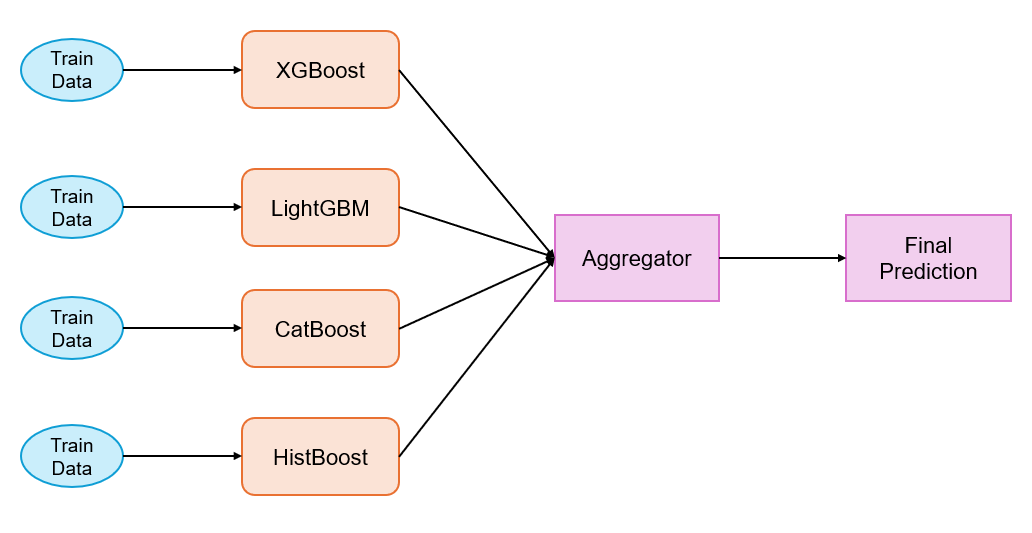 Train
Data
XGBoost
Train
Data
LightGBM
Train
Data
CatBoost
Train
Data
HistBoost
Aggregator
Final
Prediction